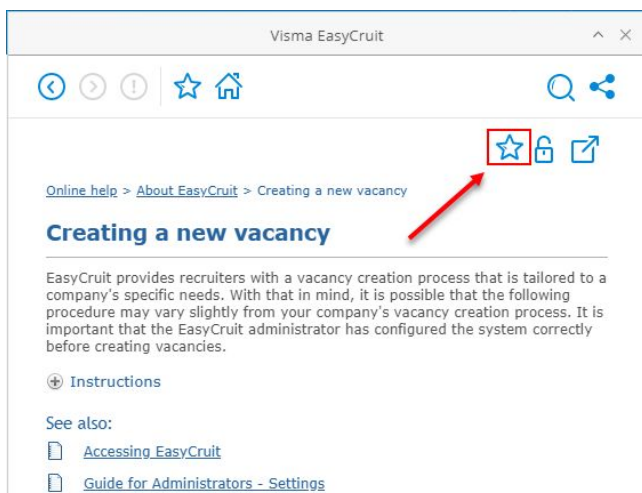 Visma EasyCruit
Online help > About EasyCruit > Creating a new vacancy
Creating a new vacancy
EasyCruit provides recruiters with a vacancy creation process that is tailored to a
company's specific needs. With that in mind, it is possible that the following
procedure may vary slightly from your company's vacancy creation process. It is
important that the EasyCruit administrator has configured the system correctly
before creating vacancies.
Instructions
See also:
Accessing EasyCruit
Guide for Administrators - Settings